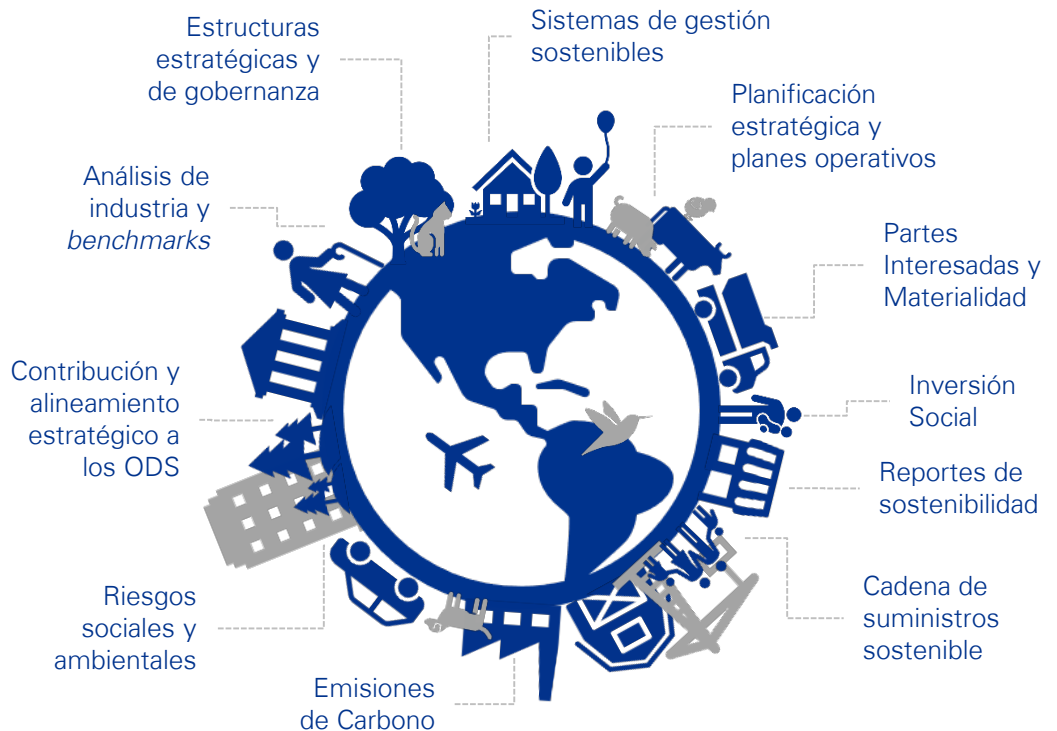 Estructuras
estratégicas y
de gobernanza
Sistemas de gestión
sostenibles
Planificación
estratégica y
planes operativos
Análisis de
industria y
benchmarks
Partes
Interesadas y
Materialidad
Contribución y
alineamiento
estratégico a
los ODS
Inversión
Social
Reportes de
sostenibilidad
Riesgos
sociales y
ambientales
Cadena de
suministros
sostenible
Emisiones
de Carbono